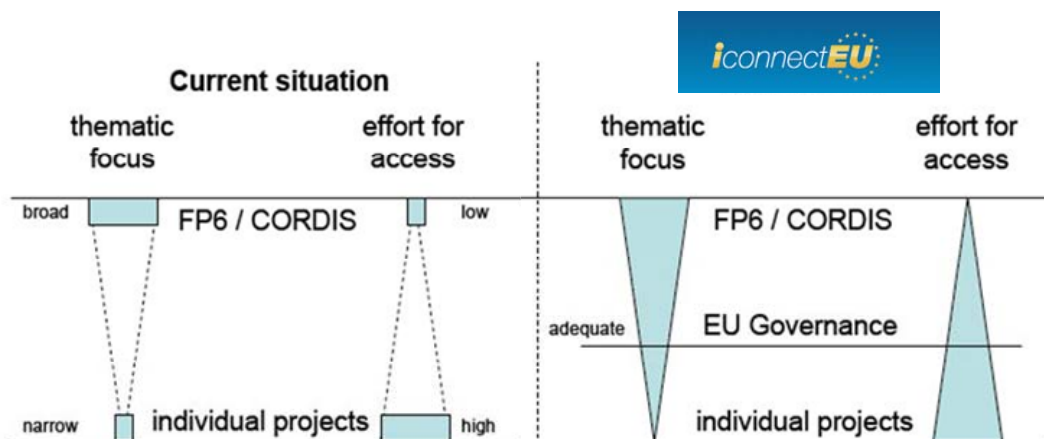 iconnectEU
Current situation
thematic
focus
effort for
access
thematic
focus
effort for
access
broad
FP6 / CORDIS
low
FP6 / CORDIS
adequate
EU Governance
narrow
individual projects
high
individual projects